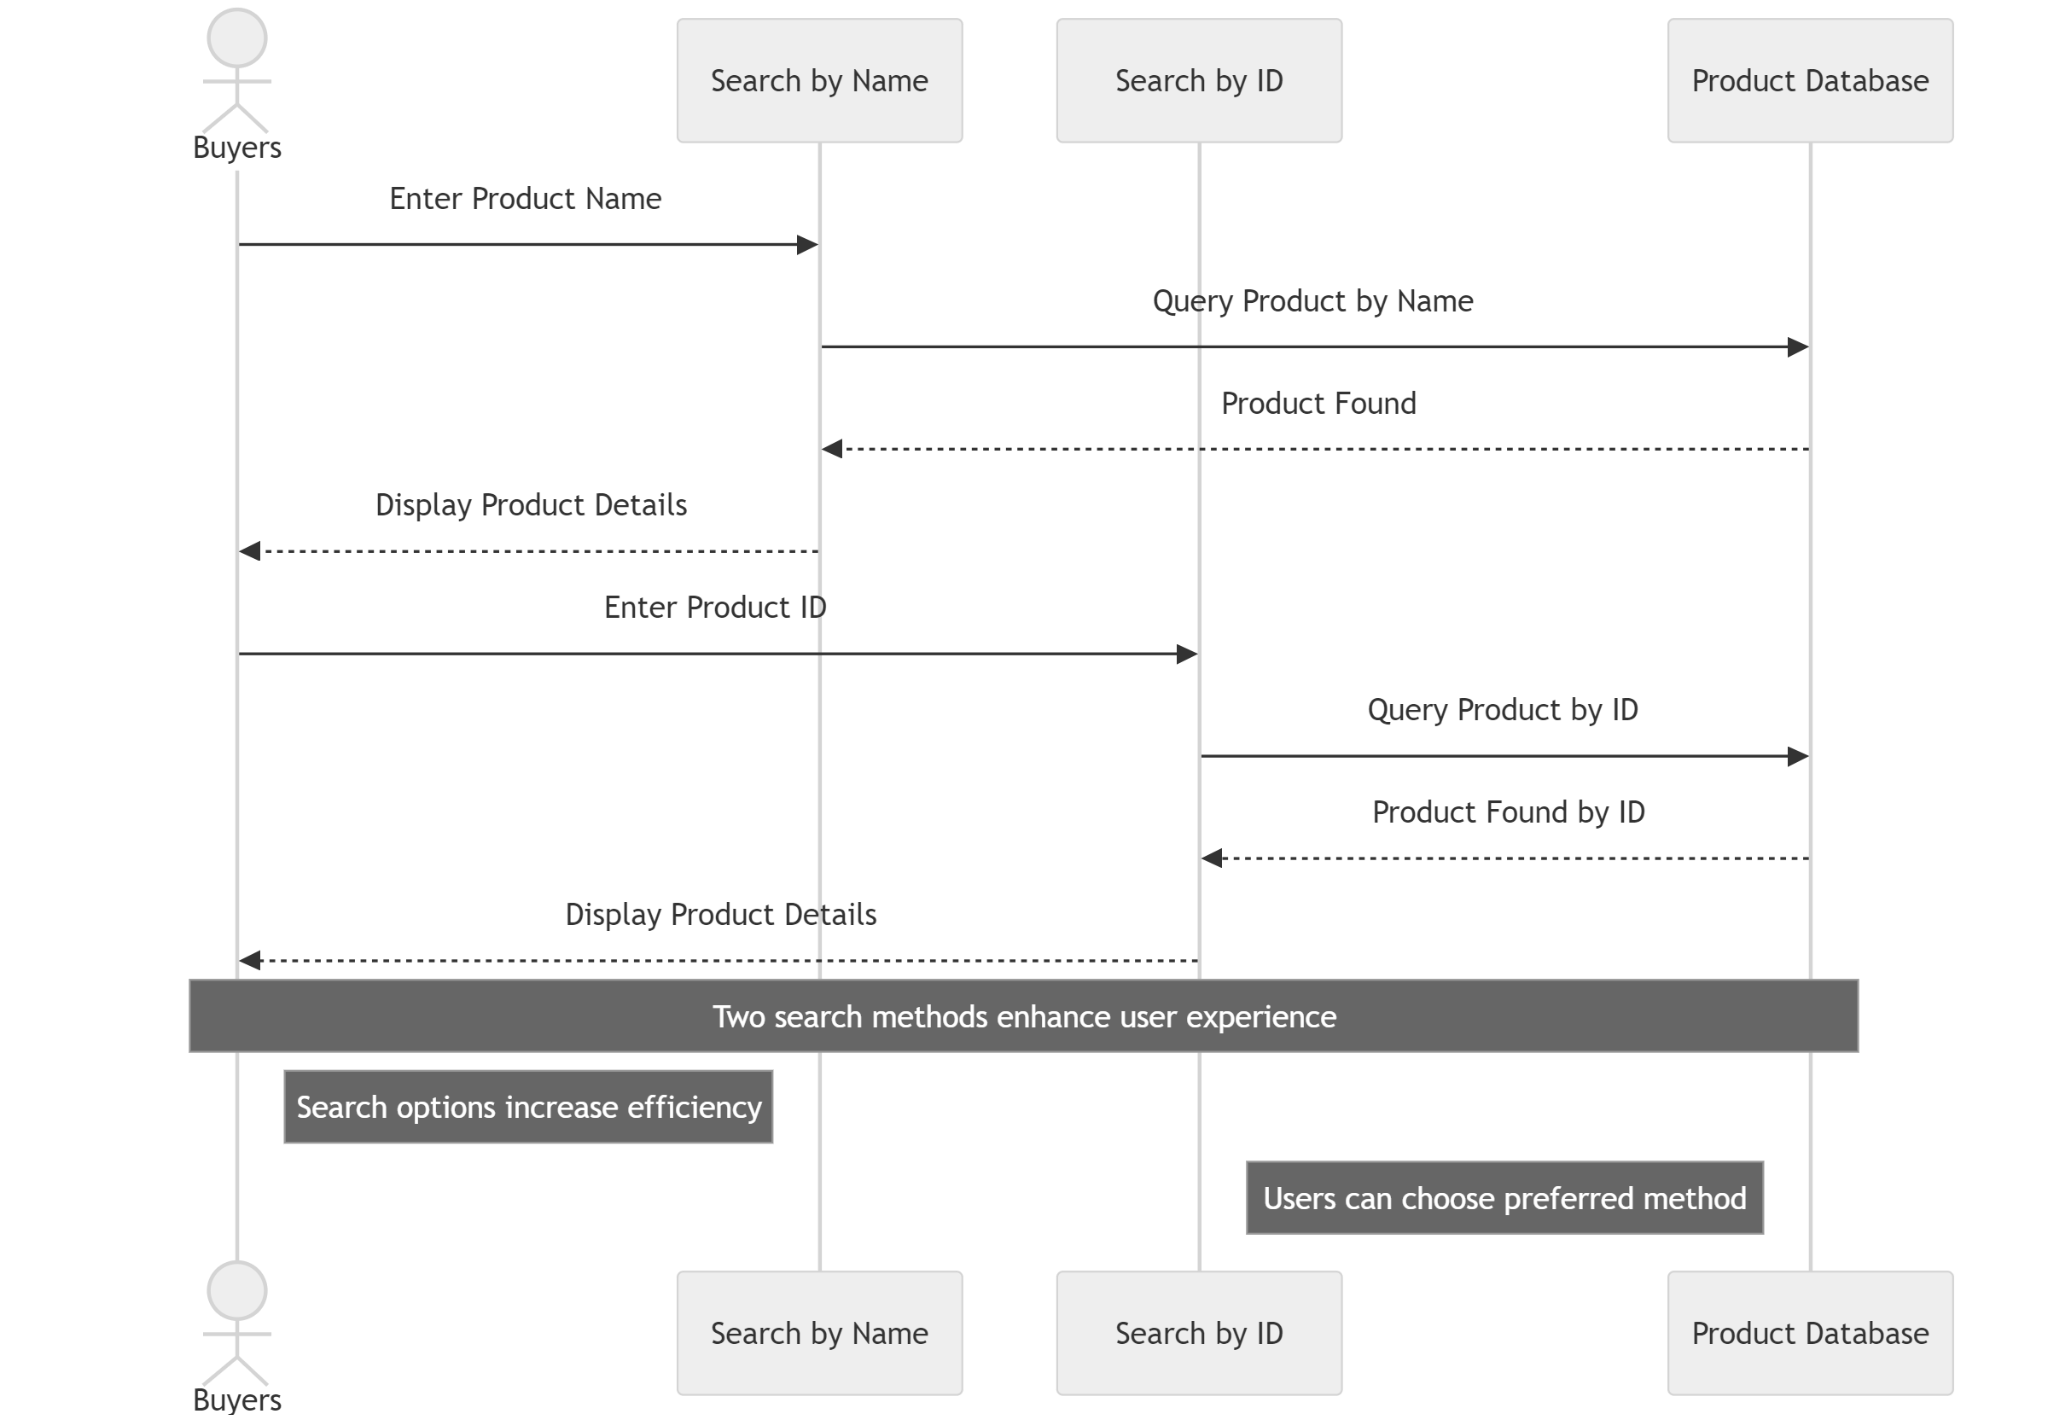 Buyers
Search by Name
Search by ID
Product Database
Enter Product Name
Query Product by Name
Product Found
Display Product Details
Enter Product ID
Query Product by ID
Product Found by ID
Display Product Details
Two search methods enhance user experience
Search options increase efficiency
Users can choose preferred method
Buyers
Search by Name
Search by ID
Product Database